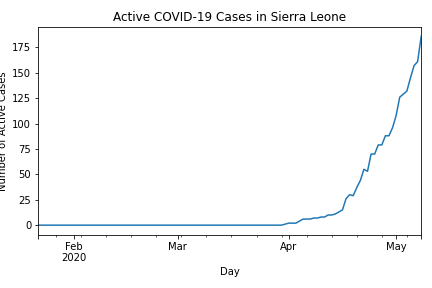 Active COVID-19 Cases in Sierra Leone
Number of Active Cases
175
150
125
100
75
50
25
0
Feb
2020
Mar
Apr
May
Day